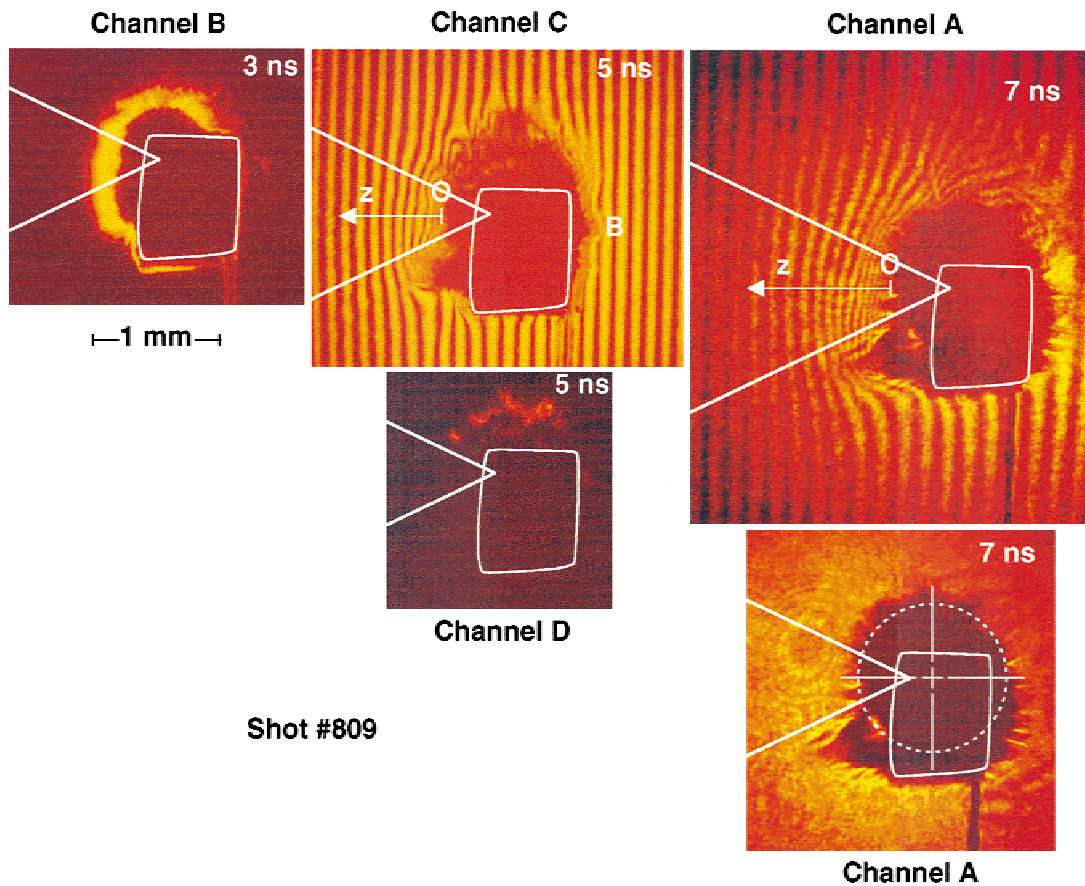 Channel B
Channel C
Channel A
3 ns
5 ns
7 ns
z
O
B
z
O
1 mm
5 ns
Channel D
7 ns
Shot #809
Channel A